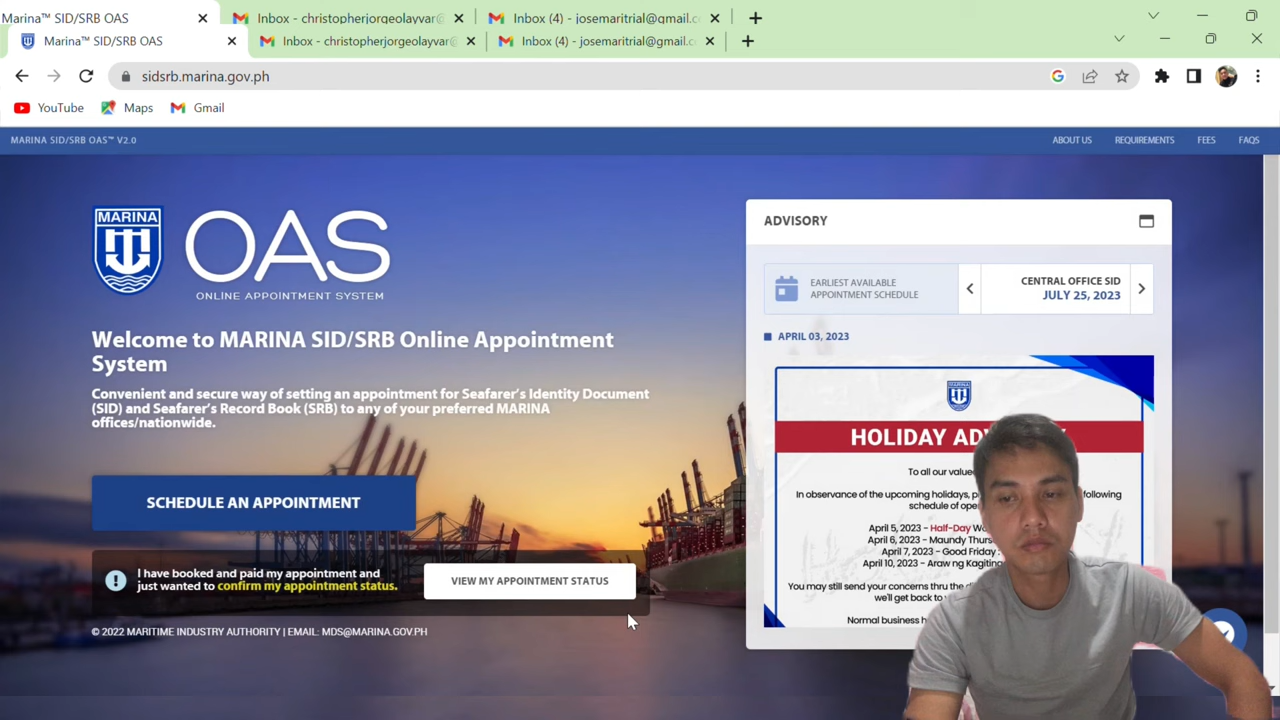 Marina™ SID/SRB OAS
Inbox - christopherjorgeolayvar@
Inbox (4) - josemaritrial@gmail.c
Marina™ SID/SRB OAS
Inbox - christopherjorgeolayvar@
Inbox (4) - josemaritrial@gmail.c
sidsrb.marina.gov.ph
YouTube
Maps
Gmail
MARINA SID/SRB OAS™ V2.0
ABOUT US
REQUIREMENTS
FEES
FAQS
MARINA
OAS
ONLINE APPOINTMENT SYSTEM
Welcome to MARINA SID/SRB Online Appointment
System
Convenient and secure way of setting an appointment for Seafarer's Identity Document
(SID) and Seafarer's Record Book (SRB) to any of your preferred MARINA
offices/nationwide.
SCHEDULE AN APPOINTMENT
I have booked and paid my appointment and
just wanted to confirm my appointment status.
VIEW MY APPOINTMENT STATUS
© 2022 MARITIME INDUSTRY AUTHORITY | EMAIL: MDS@MARINA.GOV.PH
ADVISORY
EARLIEST AVAILABLE
APPOINTMENT SCHEDULE
CENTRAL OFFICE SID
JULY 25, 2023
APRIL 03, 2023
HOLIDAY
To all our value
In observance of the upcoming holidays, following
schedule of ope
April 5, 2023 - Half-Day
April 6, 2023 - Maundy Thurs
April 7, 2023 - Good Friday
April 10, 2023 - Araw ng Kagiting
You may still send your concerns thru the
we'll get back to
Normal business h